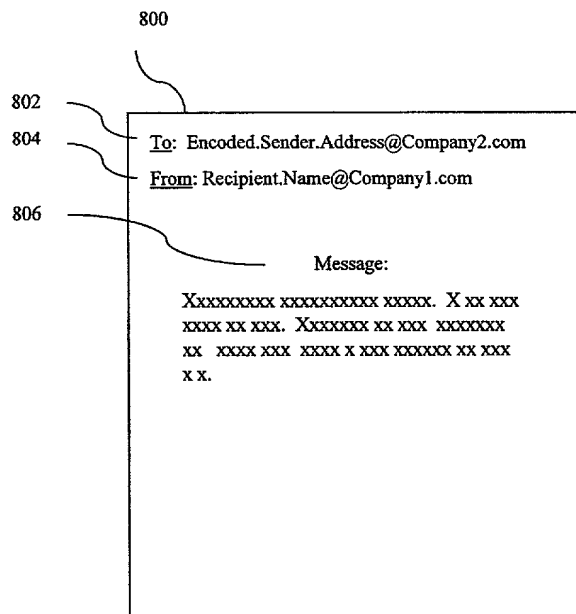 800
802
To: Encoded.Sender.Address@Company2.com
804
From: Recipient.Name@Company1.com
806
Message:
Xxxxxxxxxx xxxxxxxxxx xxxxx. X xx xxx
xxxx xx xxx. Xxxxxxx xx xxx xxxxxxx
xx xxxx xxx xxxx x xxx xxxxxx xx xxx
x x.